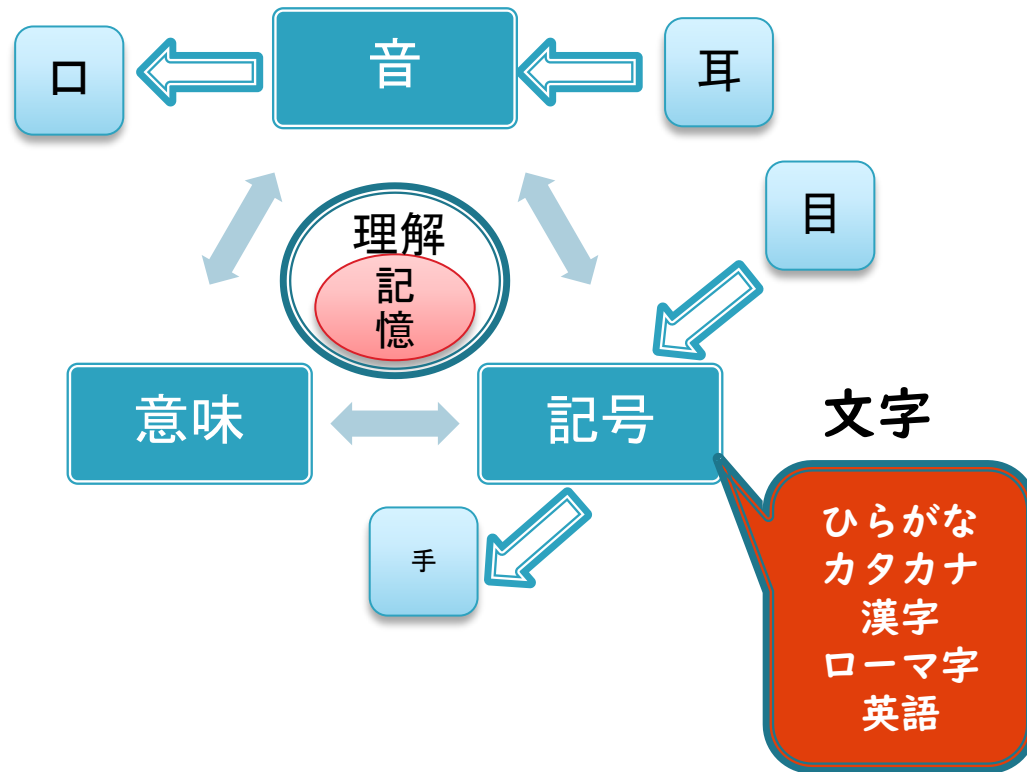 口
音
耳
目
理解
記
憶
意味
記号
文字
手
ひらがな
カタカナ
漢字
ローマ字
英語